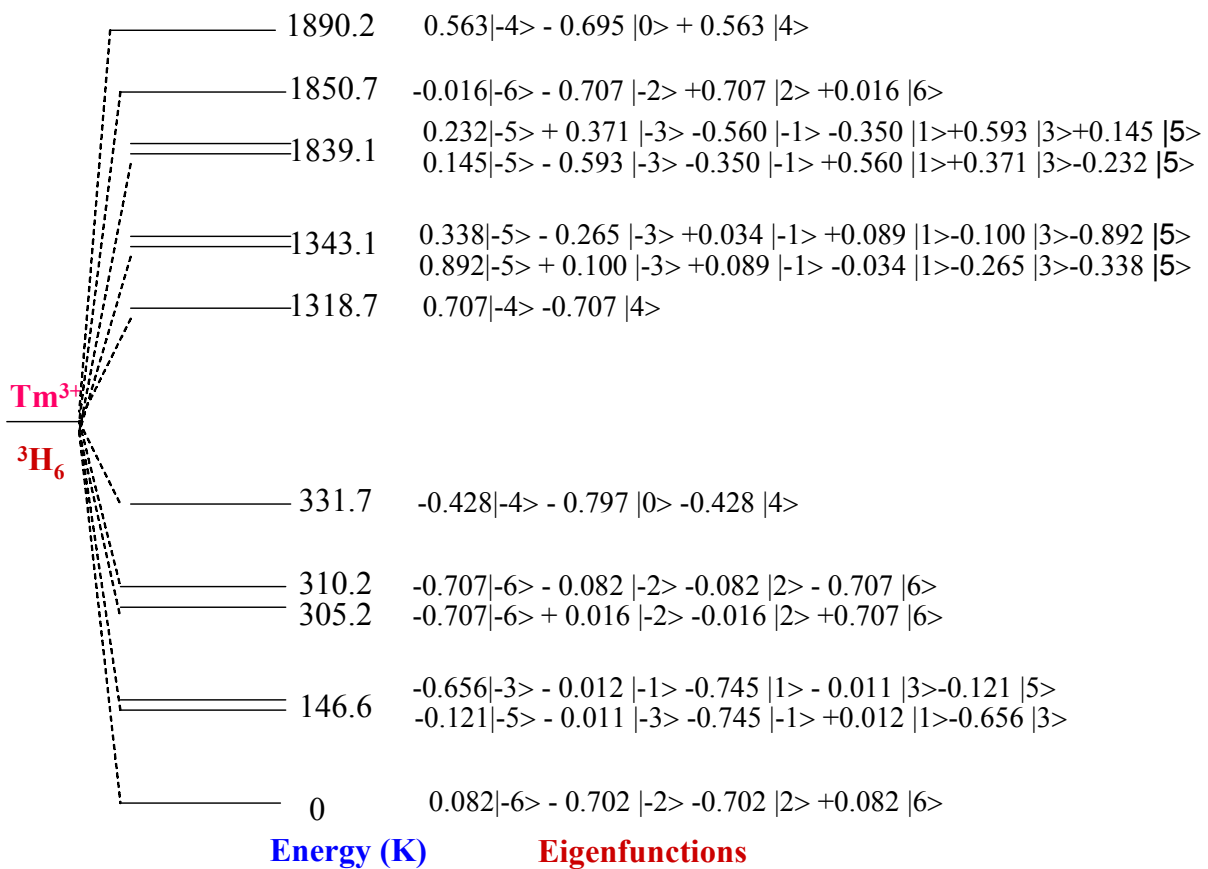 1890.2 0.563|-4> - 0.695 |0> + 0.563 |4>
1850.7 -0.016|-6> - 0.707 |-2> +0.707 |2> +0.016 |6>
0.232|-5> + 0.371 |-3> -0.560 |-1> -0.350 |1>+0.593 |3>+0.145 |5>
1839.1
0.145|-5> - 0.593 |-3> -0.350 |-1> +0.560 |1>+0.371 |3>-0.232 |5>
0.338|-5> - 0.265 |-3> +0.034 |-1> +0.089 |1>-0.100 |3>-0.892 |5>
1343.1
0.892|-5> + 0.100 |-3> +0.089 |-1> -0.034 |1>-0.265 |3>-0.338 |5>
1318.7 0.707|-4> -0.707 |4>
Tm³⁺
³H₆
331.7 -0.428|-4> - 0.797 |0> -0.428 |4>
310.2 -0.707|-6> - 0.082 |-2> -0.082 |2> - 0.707 |6>
305.2 -0.707|-6> + 0.016 |-2> -0.016 |2> +0.707 |6>
-0.656|-3> - 0.012 |-1> -0.745 |1> - 0.011 |3>-0.121 |5>
146.6
-0.121|-5> - 0.011 |-3> -0.745 |-1> +0.012 |1>-0.656 |3>
0 0.082|-6> - 0.702 |-2> -0.702 |2> +0.082 |6>
Energy (K) Eigenfunctions